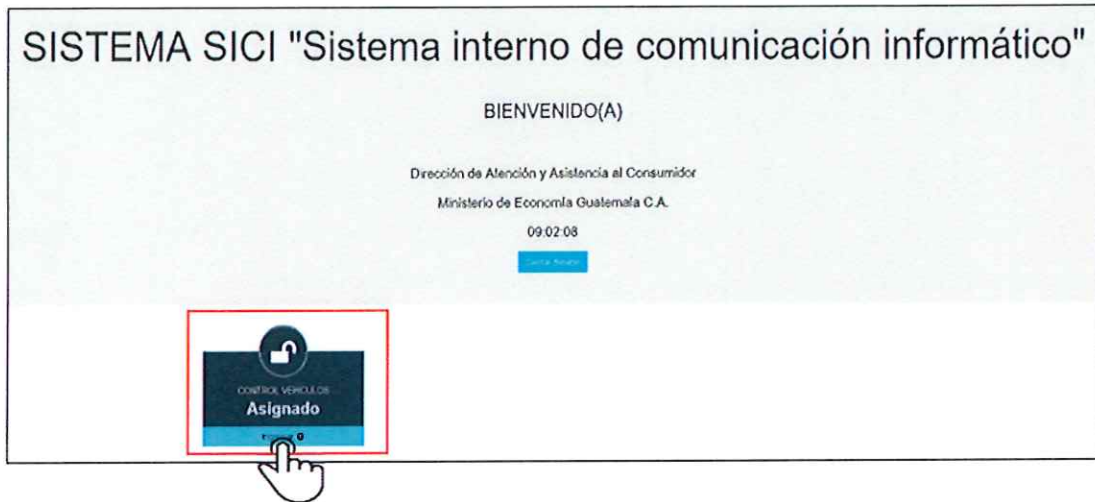 SISTEMA SICI "Sistema interno de comunicación informático"
BIENVENIDO(A)
Dirección de Atención y Asistencia al Consumidor
Ministerio de Economía Guatemala C.A.
09:02:08
CONTROL VEHICULOS
Asignado